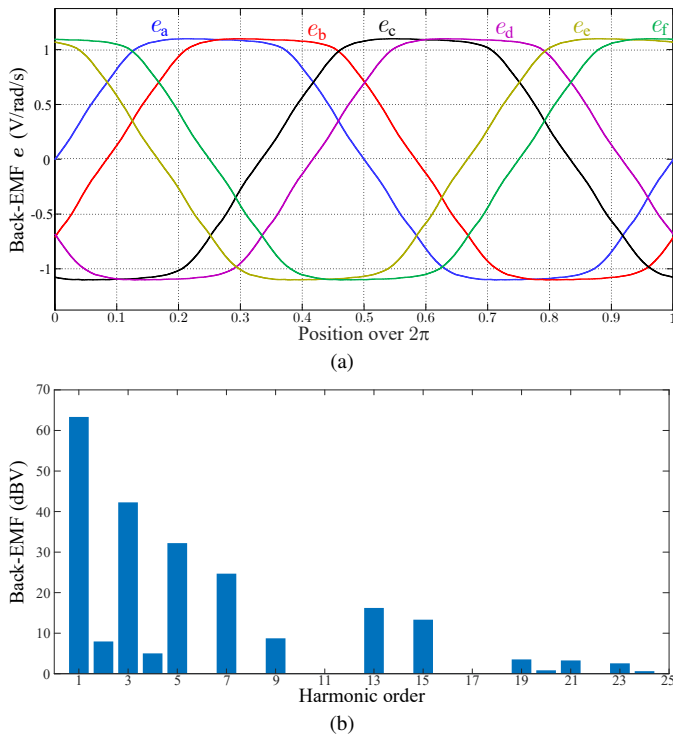 e_a e_b e_c e_d e_e e_f
Back-EMF e (V/rad/s)
1
0.5
0
-0.5
-1
0 0.1 0.2 0.3 0.4 0.5 0.6 0.7 0.8 0.9 1
Position over 2π
(a)
Back-EMF (dBV)
70
60
50
40
30
20
10
0
1 3 5 7 9 11 13 15 17 19 21 23 25
Harmonic order
(b)